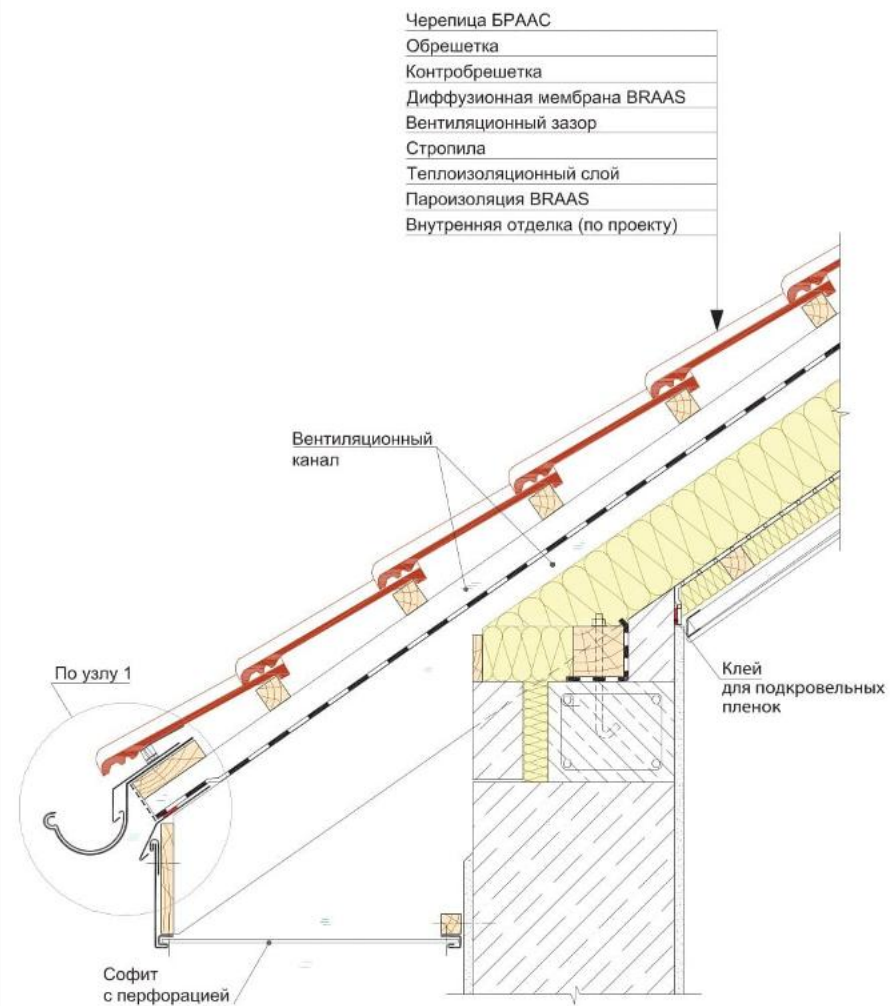 Черепица БРААС
Обрешетка
Контробрешетка
Диффузионная мембрана BRAAS
Вентиляционный зазор
Стропила
Теплоизоляционный слой
Пароизоляция BRAAS
Внутренняя отделка (по проекту)
Вентиляционный
канал
По узлу 1
Клей
для подкровельных
пленок
Софит
с перфорацией